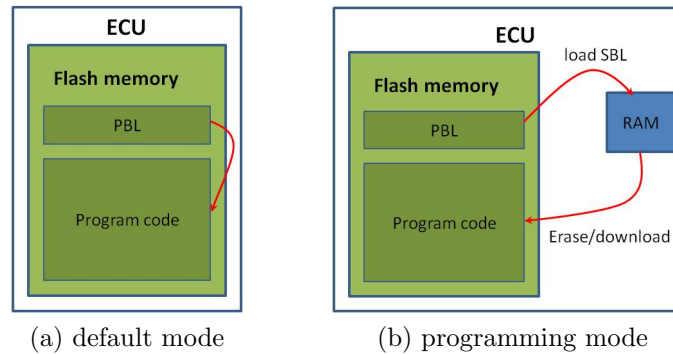 ECU
Flash memory
PBL
Program code
(a) default mode
ECU
load SBL
Flash memory
PBL
RAM
Program code
Erase/download
(b) programming mode